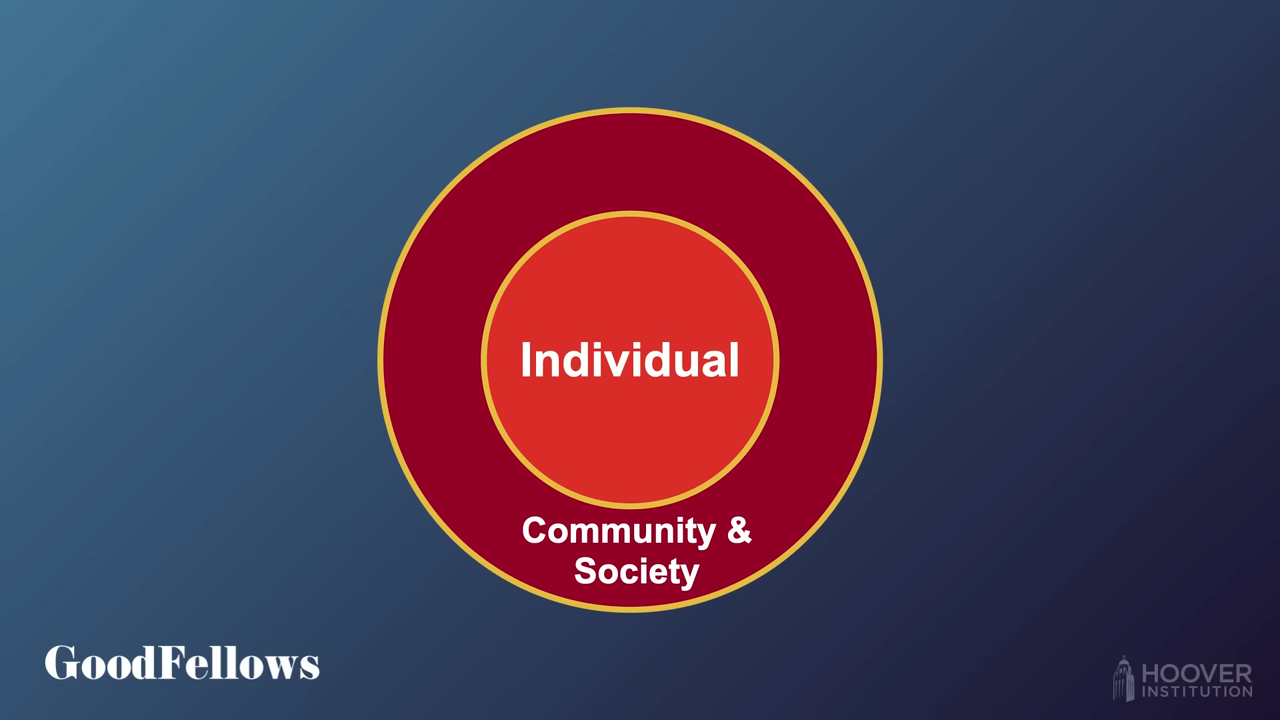 Individual
Community &
Society
GoodFellows
HOOVER
INSTITUTION